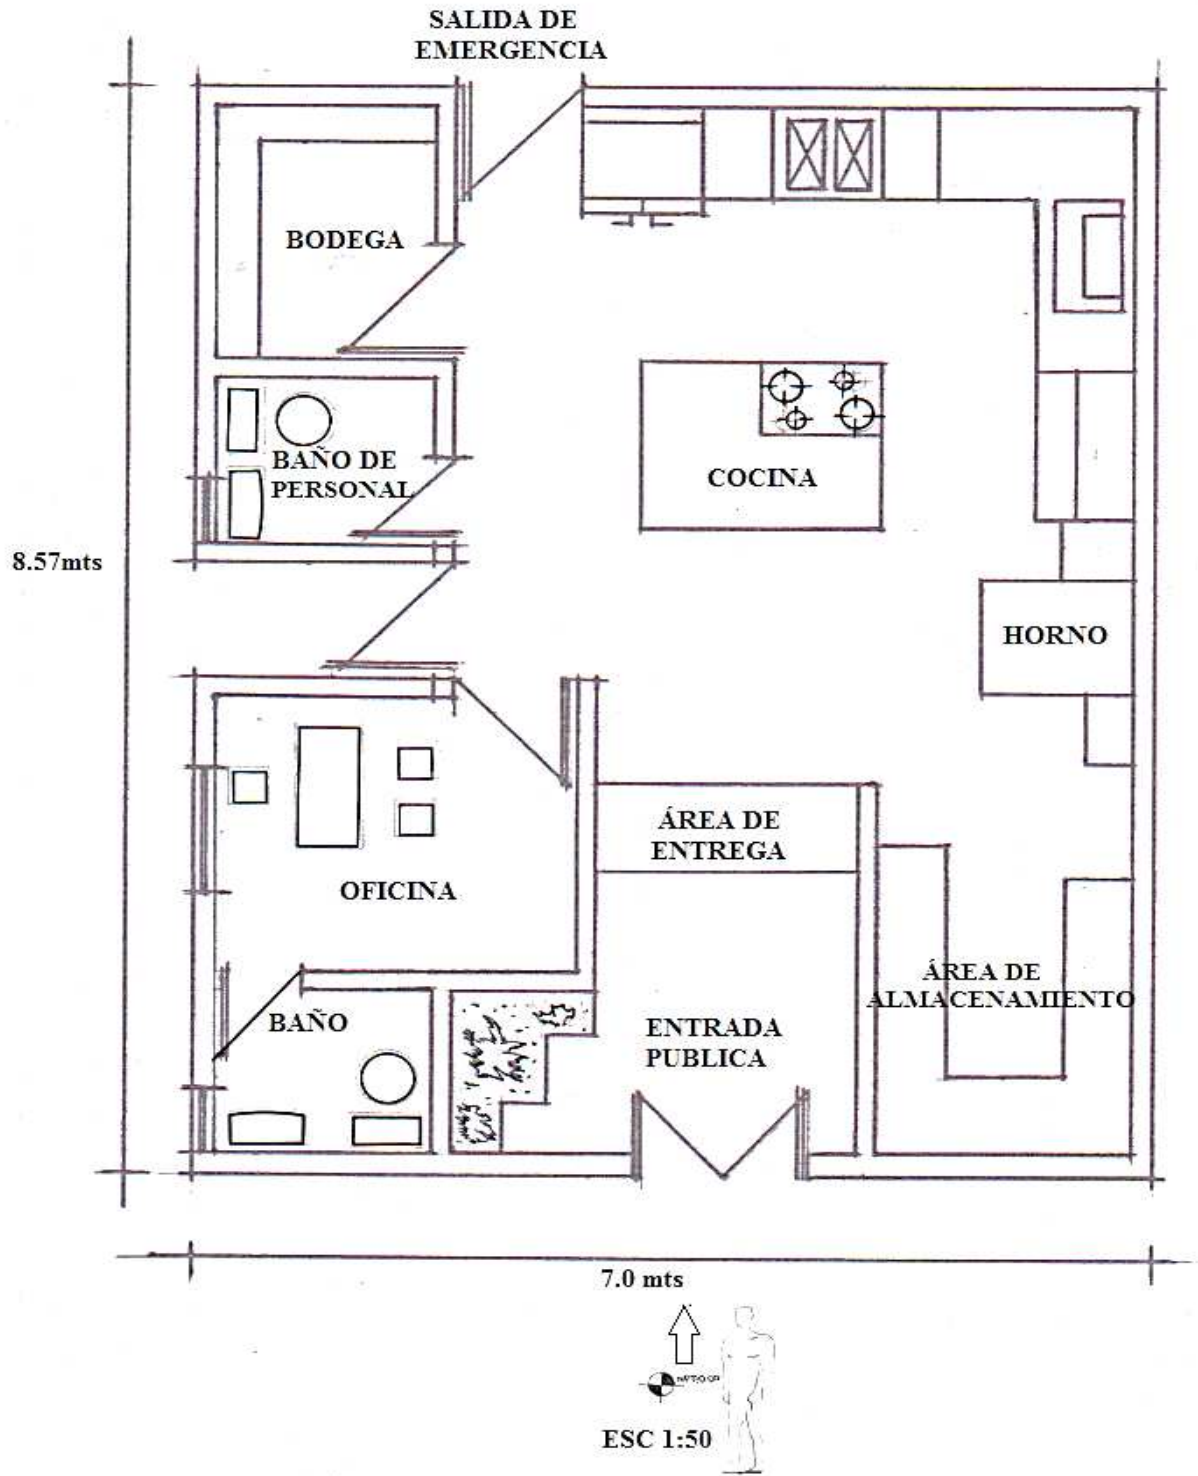 SALIDA DE
EMERGENCIA
BODEGA
BAÑO DE
PERSONAL
COCINA
8.57mts
HORNO
ÁREA DE
ENTREGA
OFICINA
ÁREA DE
ALMACENAMIENTO
BAÑO
ENTRADA
PUBLICA
7.0 mts
ESC 1:50